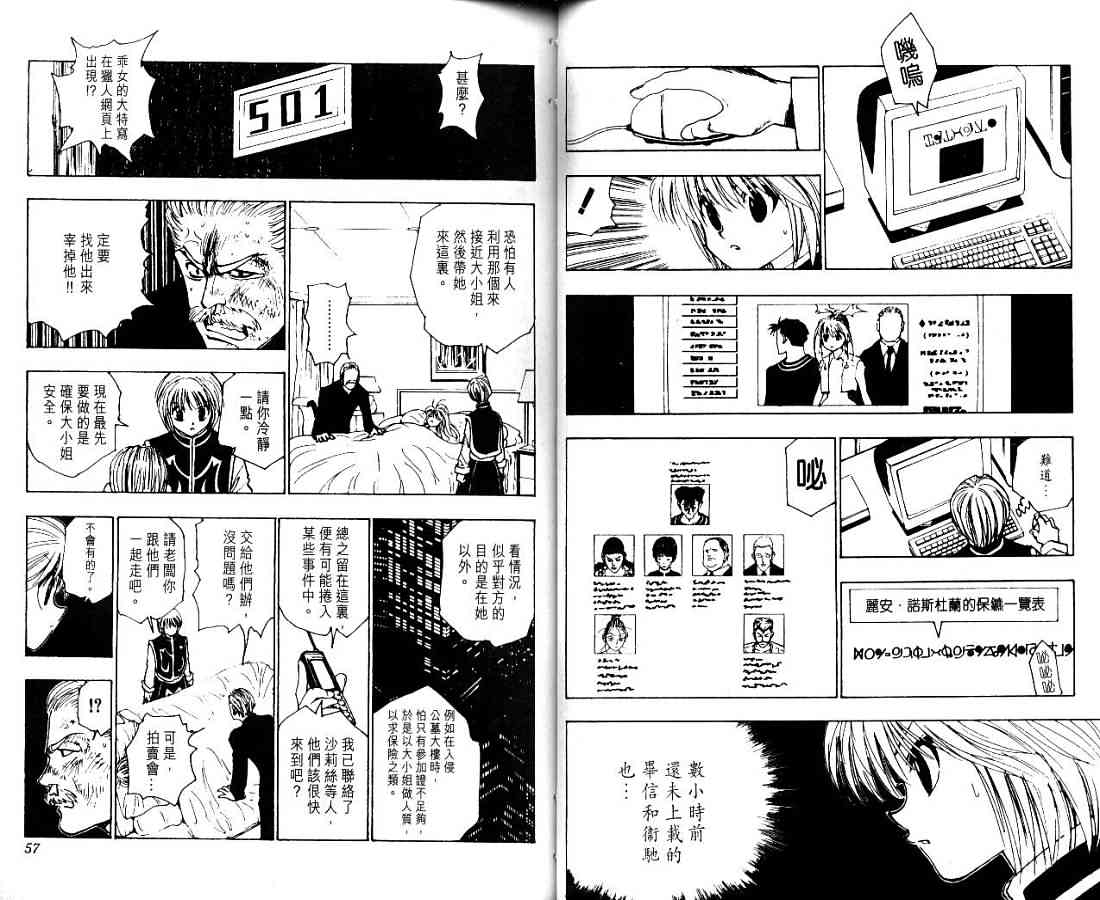 嘰
嗚
!
難道⋯
嗶
麗安·諾斯杜蘭的保鏢一覽表
嗶
嗶
嗶
數小時前
還未上載的
畢信和衛馳
也⋯
甚麼?
501
乖女的大特寫
在獵人網頁上
出現!?
恐怕有人
利用那個來
接近大小姐,
然後帶她
來這裏。
⋯⋯⋯
定要
找他出來
宰掉他!!
請你冷靜
一點。
現在最先
要做的是
確保大小姐
安全。
看情況,
似乎對方的
目的是在她
以外。
例如在入侵
公墓大樓時,
怕只有參加證不足夠,
於是以大小姐做人質,
以求保險之類。
總之留在這裏,
便有可能捲入
某些事件中。
我已聯絡了
沙莉絲等人,
他們該很快
來到吧?
交給他們辦,
沒問題嗎?
請老闆你
跟他們
一起走吧。
可是,
拍賣會⋯
不會有的了。
!?
57